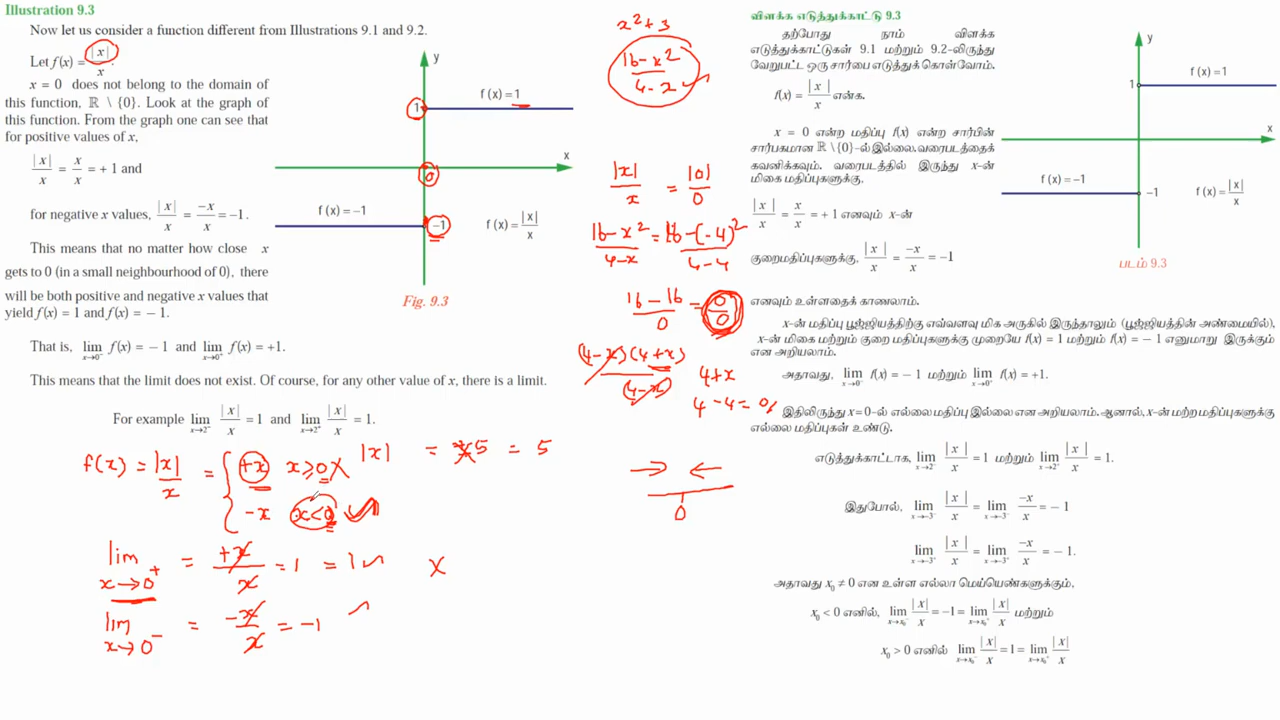 Illustration 9.3
Now let us consider a function different from Illustrations 9.1 and 9.2.
Let f(x) = |x|/x.
x = 0 does not belong to the domain of
this function, ℝ \ {0}. Look at the graph of
this function. From the graph one can see that
for positive values of x,
|x|/x = x/x = + 1 and
for negative x values, |x|/x = −x/x = −1.
This means that no matter how close x
gets to 0 (in a small neighbourhood of 0), there
will be both positive and negative x values that
yield f(x) = 1 and f(x) = − 1.
That is, lim x→0⁻ f(x) = − 1 and lim x→0⁺ f(x) = +1.
This means that the limit does not exist. Of course, for any other value of x, there is a limit.
For example lim x→2⁻ |x|/x = 1 and lim x→2⁺ |x|/x = 1.
f(x) = |x|/x = { +x x≥0 |x| = 5 = 5
−x x<0
lim x→0⁺ = +x/x = 1 = 1
lim x→0⁻ = −x/x = −1
y
1
f (x) = 1
x
0
f (x) = −1
−1
f (x) = |x|/x
Fig. 9.3
x²+3
16−x²/4−x
|x|/x = |0|/0
16−x²/4−x = 16−(−4)²/4−4
16−16/0 = 0/0
(4−x)(4+x)/(4−x)
4+x
4−4=0
0
விளக்க எடுத்துக்காட்டு 9.3
தற்போது நாம் விளக்க
எடுத்துக்காட்டுகள் 9.1 மற்றும் 9.2-லிருந்து
வேறுபட்ட ஒரு சார்பை எடுத்துக் கொள்வோம்.
f(x) = |x|/x என்க.
x = 0 என்ற மதிப்பு f(x) என்ற சார்பின்
சார்பகமான ℝ \ {0}-ல் இல்லை. வரைபடத்தைக்
கவனிக்கவும். வரைபடத்தில் இருந்து x-ன்
மிகை மதிப்புகளுக்கு,
|x|/x = x/x = + 1 எனவும் x-ன்
குறைமதிப்புகளுக்கு, |x|/x = −x/x = −1
எனவும் உள்ளதைக் காணலாம்.
x-ன் மதிப்பு பூஜ்ஜியத்திற்கு எவ்வளவு மிக அருகில் இருந்தாலும் (பூஜ்ஜியத்தின் அண்மையில்),
x-ன் மிகை மற்றும் குறை மதிப்புகளுக்கு முறையே f(x) = 1 மற்றும் f(x) = − 1 எனுமாறு இருக்கும்
என அறியலாம்.
அதாவது, lim x→0⁻ f(x) = − 1 மற்றும் lim x→0⁺ f(x) = +1.
இதிலிருந்து x = 0-ல் எல்லை மதிப்பு இல்லை என அறியலாம். ஆனால், x-ன் மற்ற மதிப்புகளுக்கு
எல்லை மதிப்புகள் உண்டு.
எடுத்துக்காட்டாக, lim x→2⁻ |x|/x = 1 மற்றும் lim x→2⁺ |x|/x = 1.
இதுபோல், lim x→−3⁻ |x|/x = lim x→−3⁻ −x/x = − 1
lim x→−3⁺ |x|/x = lim x→−3⁺ −x/x = − 1.
அதாவது x₀ ≠ 0 என உள்ள எல்லா மெய்யெண்களுக்கும்,
x₀ < 0 எனில், lim x→x₀⁻ |x|/x = −1 = lim x→x₀⁺ |x|/x மற்றும்
x₀ > 0 எனில் lim x→x₀⁻ |x|/x = 1 = lim x→x₀⁺ |x|/x
y
1
f (x) = 1
x
f (x) = −1
−1
f (x) = |x|/x
படம் 9.3